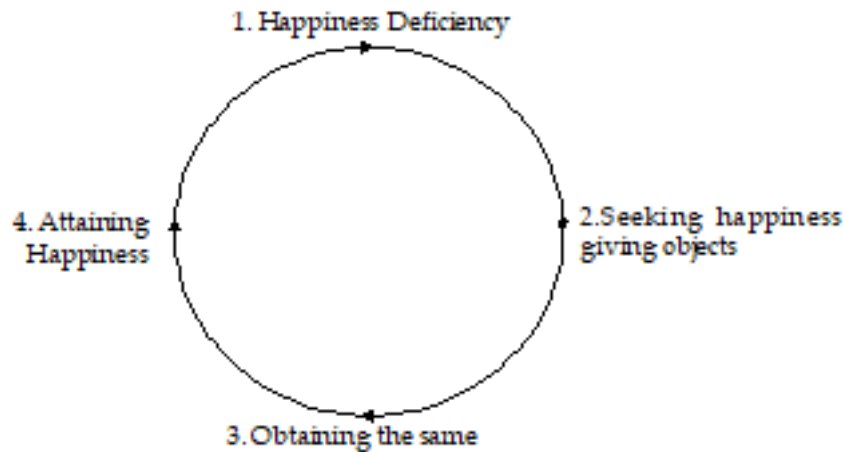 1. Happiness Deficiency
2.Seeking happiness
giving objects
3. Obtaining the same
4. Attaining
Happiness